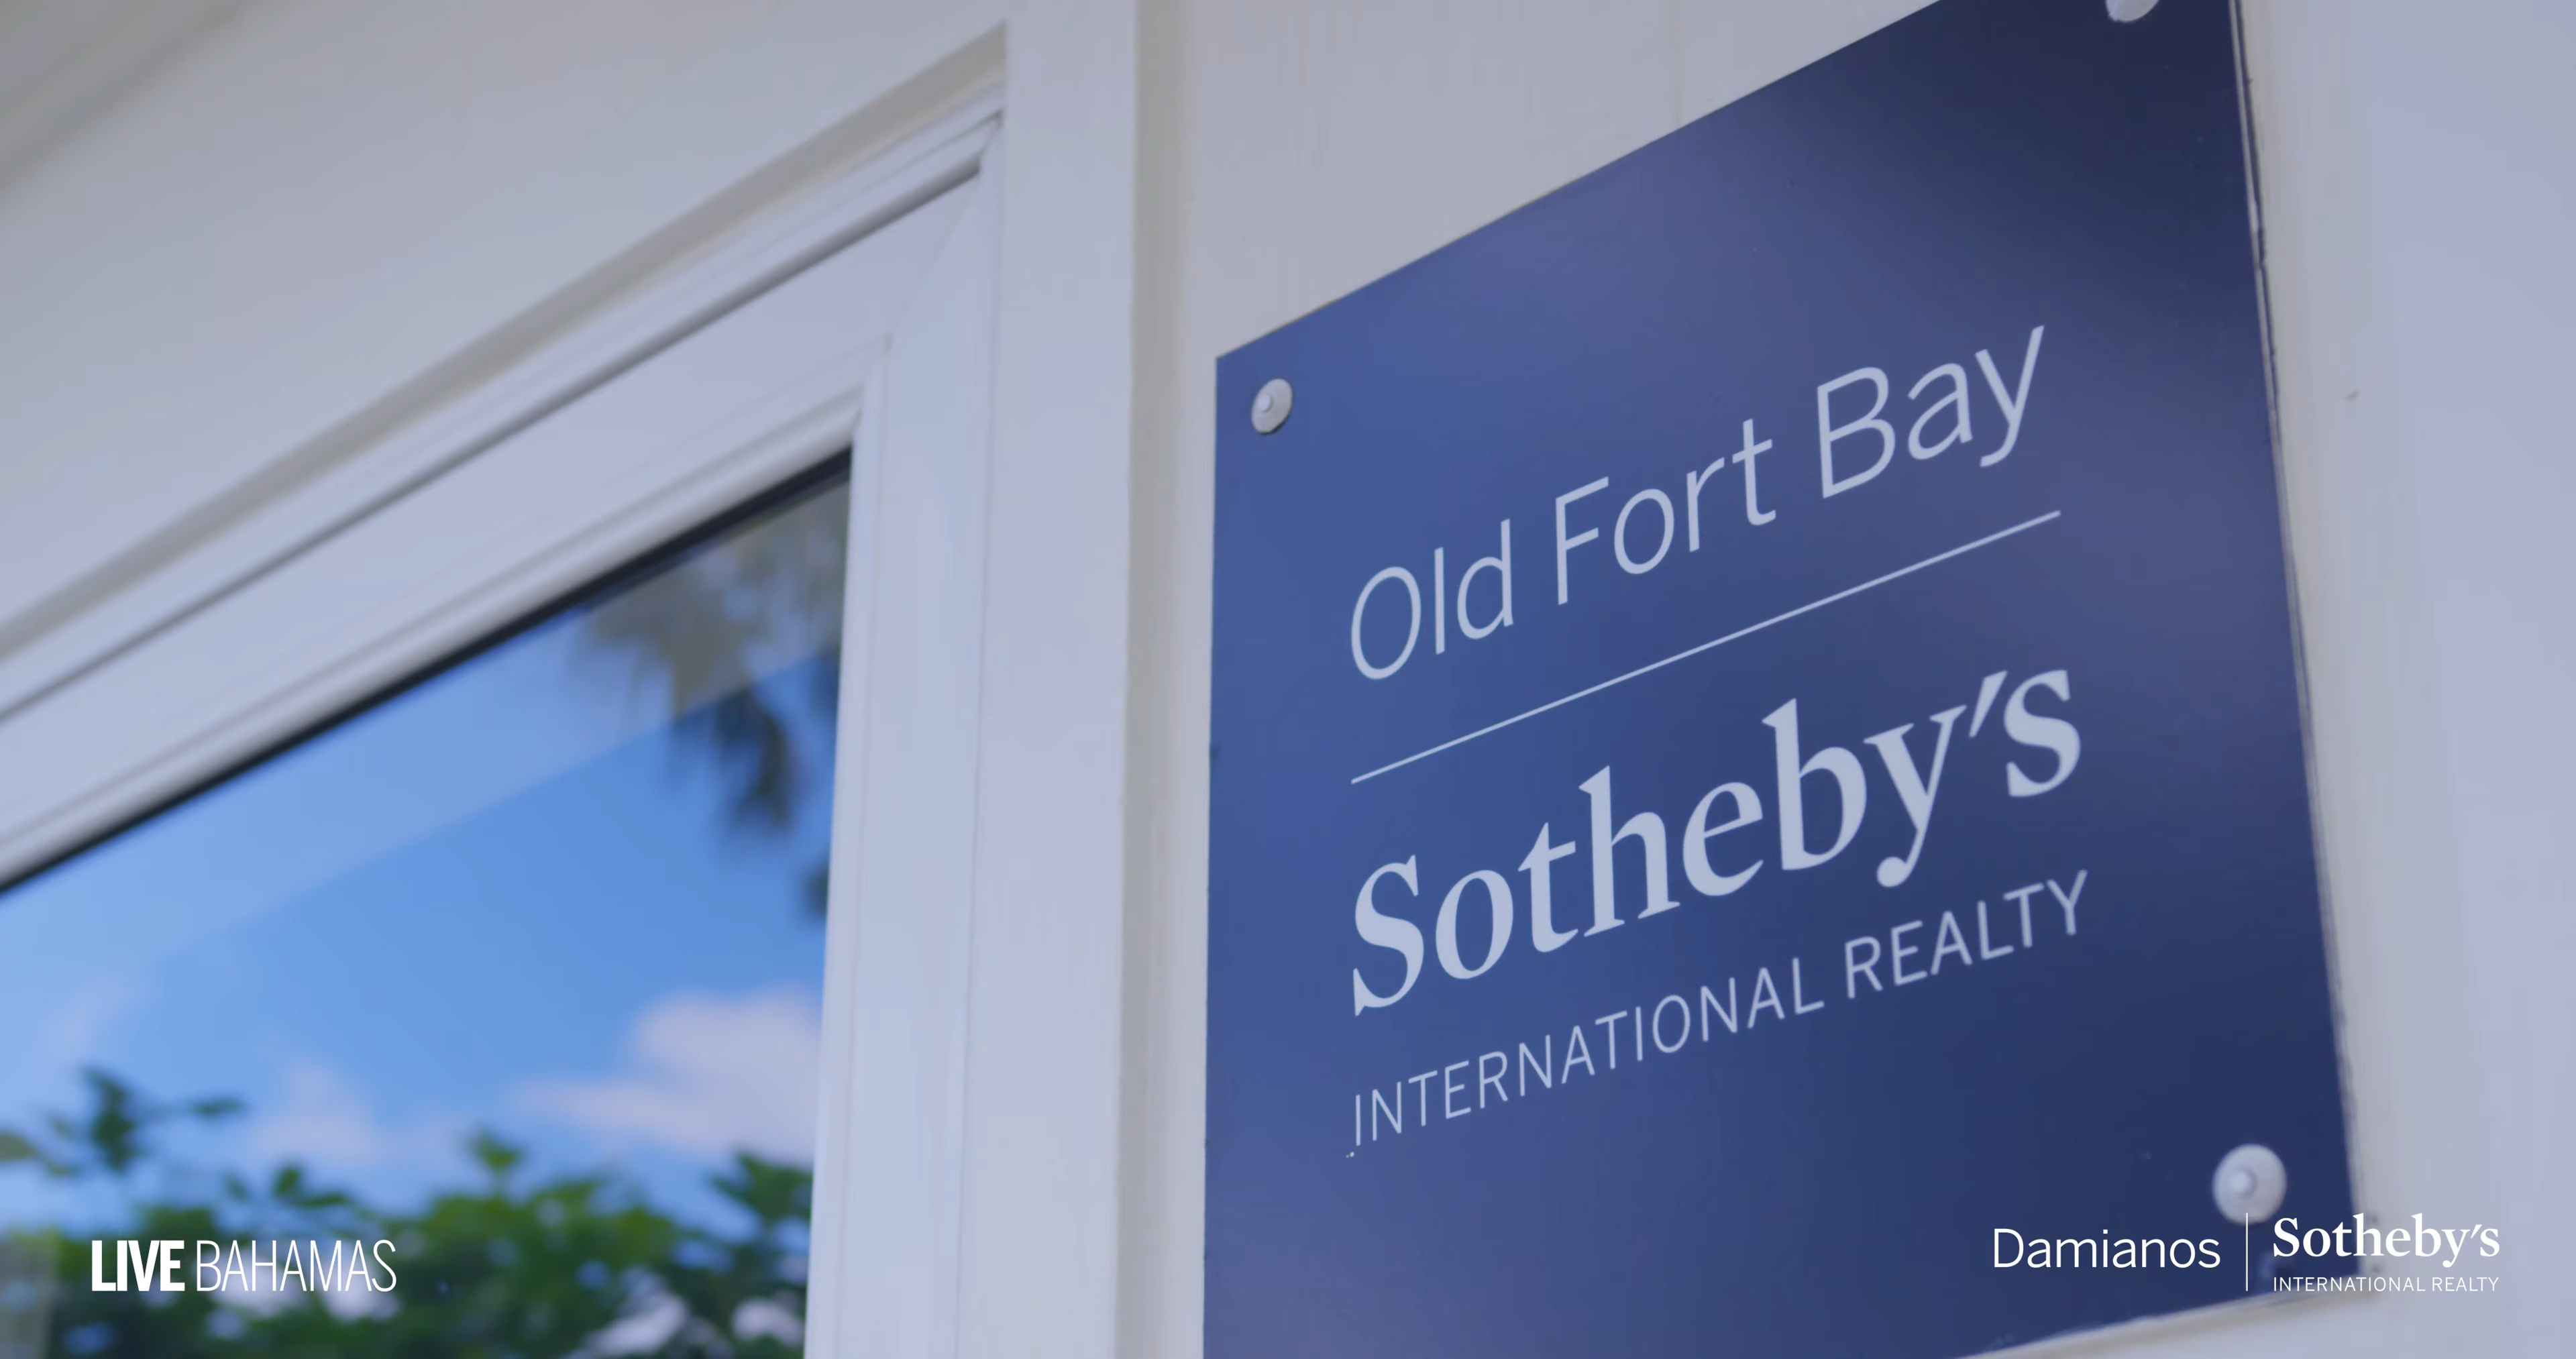 Old Fort Bay
Sotheby's
INTERNATIONAL REALTY
LIVE BAHAMAS
Damianos
Sotheby's
INTERNATIONAL REALTY